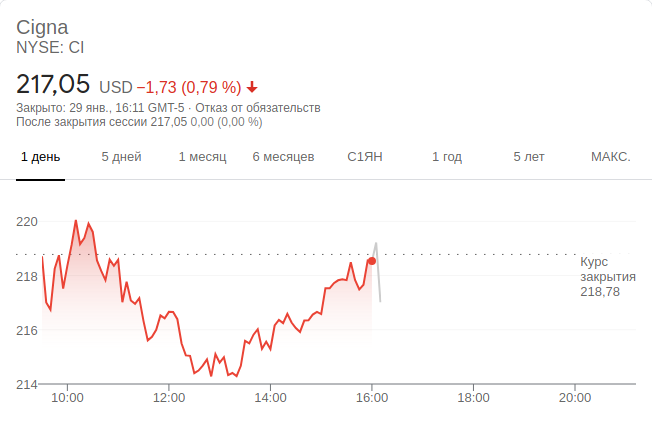 Cigna
NYSE: CI
217,05 USD −1,73 (0,79 %)
Закрыто: 29 янв., 16:11 GMT-5 · Отказ от обязательств
После закрытия сессии 217,05 0,00 (0,00 %)
1 день 5 дней 1 месяц 6 месяцев С1ЯН 1 год 5 лет МАКС.
220
Курс
закрытия
218,78
218
216
214
10:00 12:00 14:00 16:00 18:00 20:00